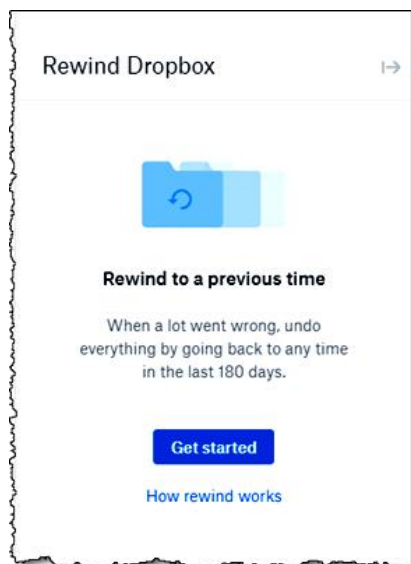 Rewind Dropbox
Rewind to a previous time
When a lot went wrong, undo
everything by going back to any time
in the last 180 days.
Get started
How rewind works